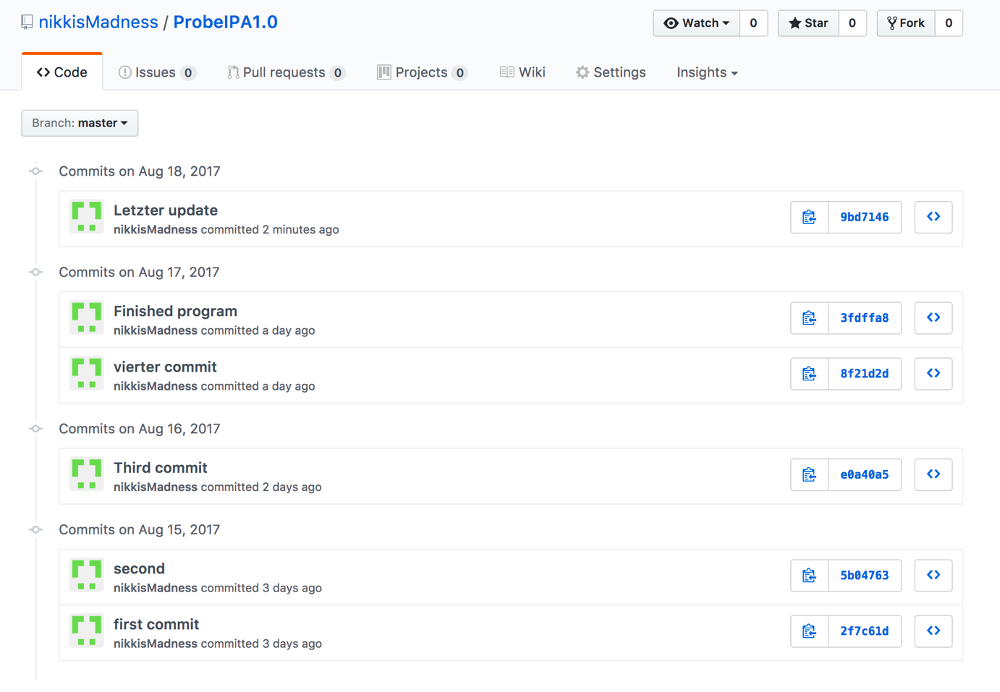 nikkisMadness / ProbeIPA1.0
Watch 0 Star 0 Fork 0
Code Issues 0 Pull requests 0 Projects 0 Wiki Settings Insights
Branch: master
Commits on Aug 18, 2017
Letzter update
nikkisMadness committed 2 minutes ago
9bd7146
Commits on Aug 17, 2017
Finished program
nikkisMadness committed a day ago
3fdffa8
vierter commit
nikkisMadness committed a day ago
8f21d2d
Commits on Aug 16, 2017
Third commit
nikkisMadness committed 2 days ago
e0a40a5
Commits on Aug 15, 2017
second
nikkisMadness committed 3 days ago
5b04763
first commit
nikkisMadness committed 3 days ago
2f7c61d